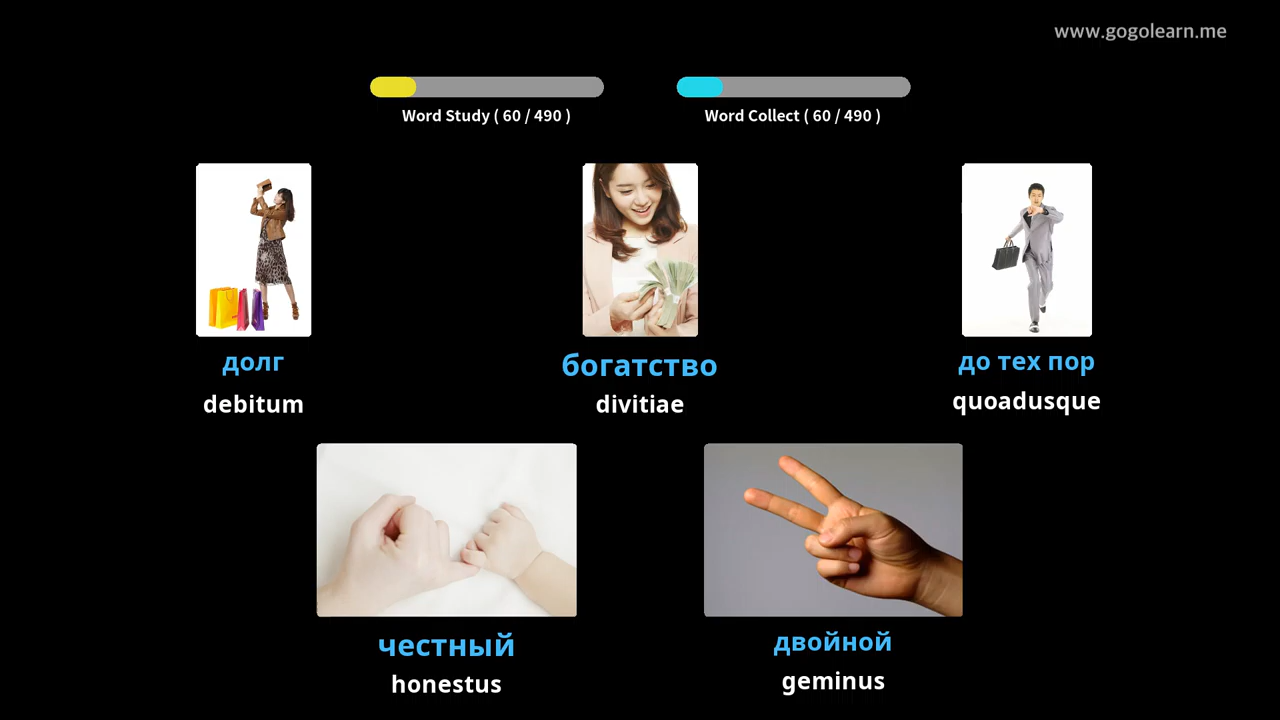 www.gogolearn.me
Word Study ( 60 / 490 )
Word Collect ( 60 / 490 )
долг
debitum
богатство
divitiae
до тех пор
quoadusque
честный
honestus
двойной
geminus